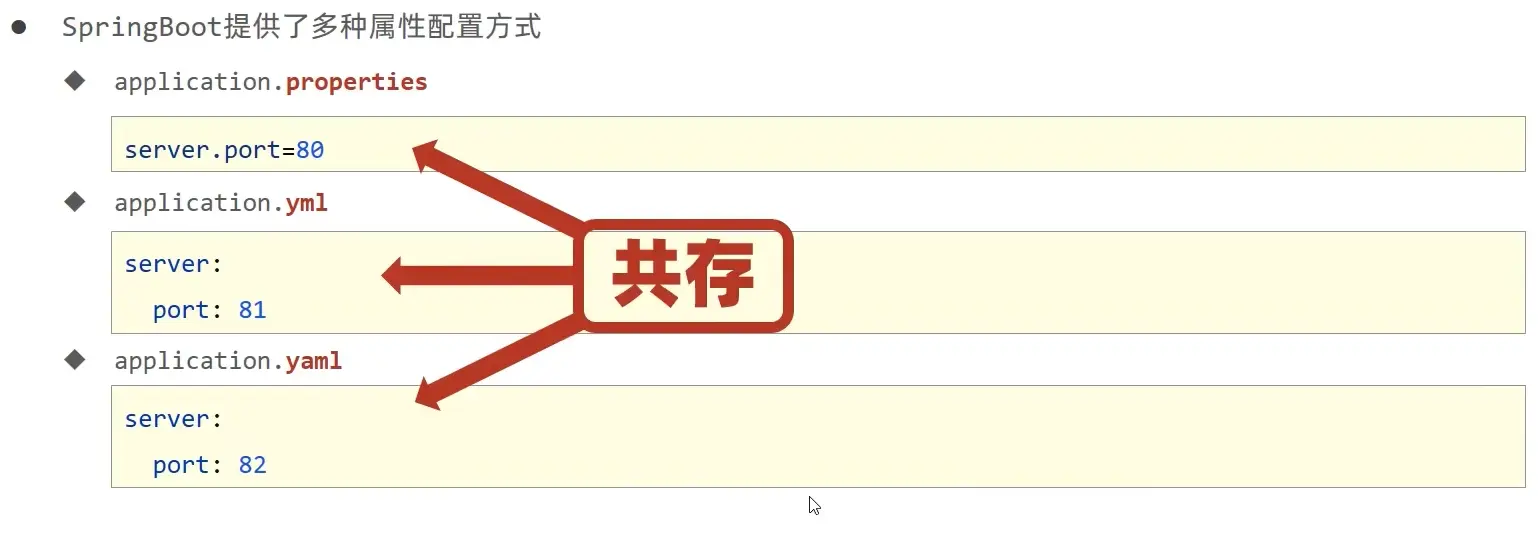 SpringBoot提供了多种属性配置方式
application.properties
server.port=80
application.yml
server:
port: 81
共存
application.yaml
server:
port: 82